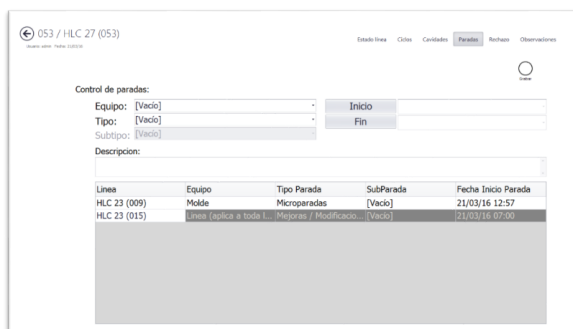 053 / HLC 27 (053)
Estado línea Ciclos Cavidades Paradas Rechazo Observaciones
Control de paradas:
Equipo: [Vacío]
Inicio
Tipo: [Vacío]
Fin
Subtipo: [Vacío]
Descripcion:
Linea Equipo Tipo Parada SubParada Fecha Inicio Parada
HLC 23 (009) Molde Microparadas [Vacío] 21/03/16 12:57
HLC 23 (015) Linea (aplica a toda l... Mejoras / Modificacio... [Vacío] 21/03/16 07:00